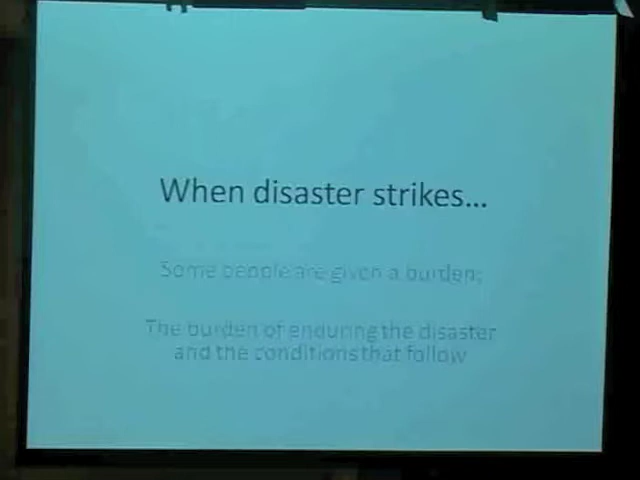 When disaster strikes...
Some people are given a burden;
The burden of enduring the disaster
and the conditions that follow